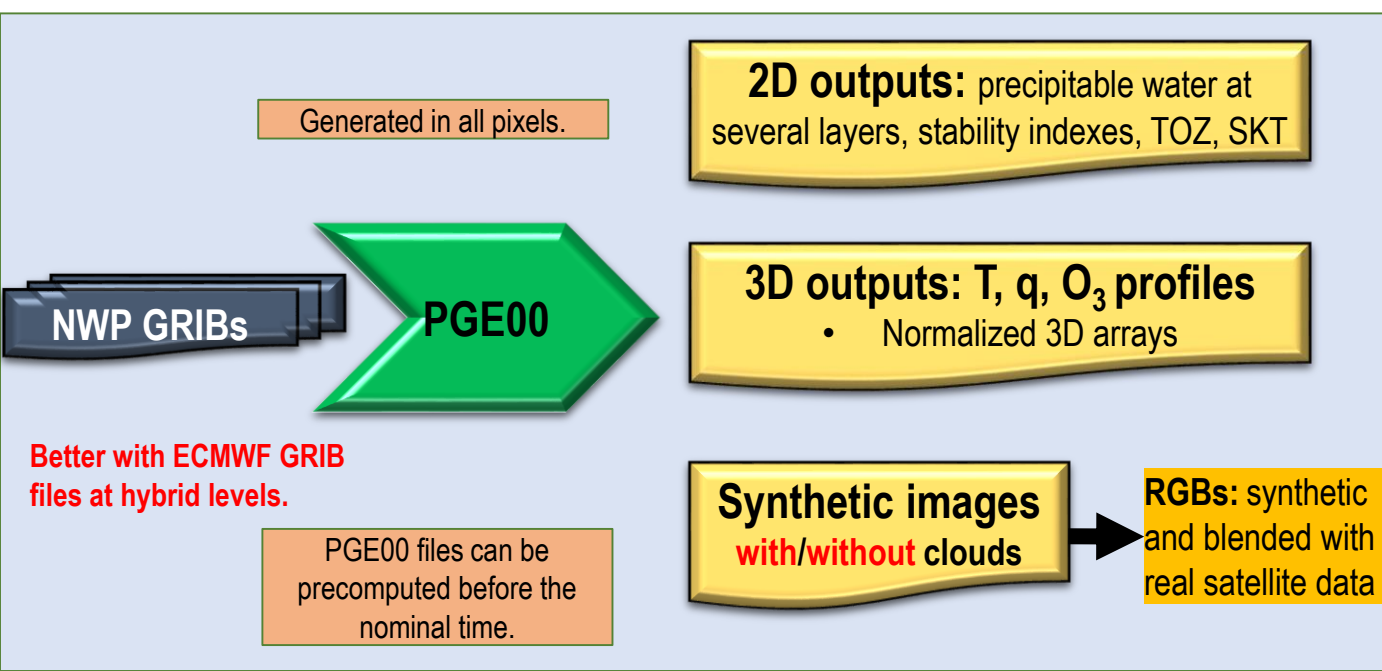 Generated in all pixels.
2D outputs: precipitable water at
several layers, stability indexes, TOZ, SKT
NWP GRIBs
PGE00
3D outputs: T, q, O₃ profiles
• Normalized 3D arrays
Better with ECMWF GRIB
files at hybrid levels.
PGE00 files can be
precomputed before the
nominal time.
Synthetic images
with/without clouds
RGBs: synthetic
and blended with
real satellite data